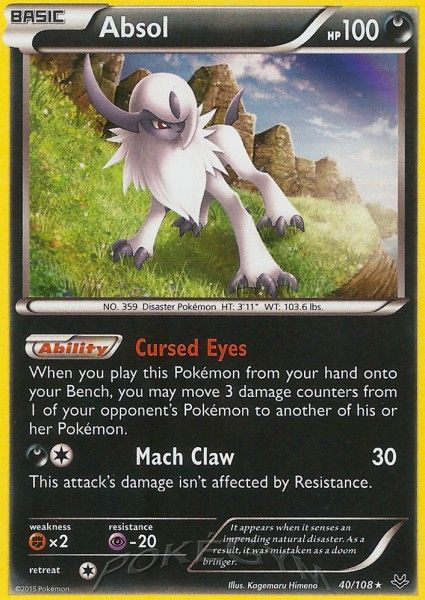 BASIC Absol HP 100
NO. 359 Disaster Pokémon HT: 3'11" WT: 103.6 lbs.
Ability Cursed Eyes
When you play this Pokémon from your hand onto
your Bench, you may move 3 damage counters from
1 of your opponent's Pokémon to another of his or
her Pokémon.
Mach Claw 30
This attack's damage isn't affected by Resistance.
weakness resistance
×2 -20
retreat
It appears when it senses an
impending natural disaster. As a
result, it was mistaken as a doom
bringer.
©2015 Pokémon Illus. Kagemaru Himeno 40/108 ★
POKÉGYM